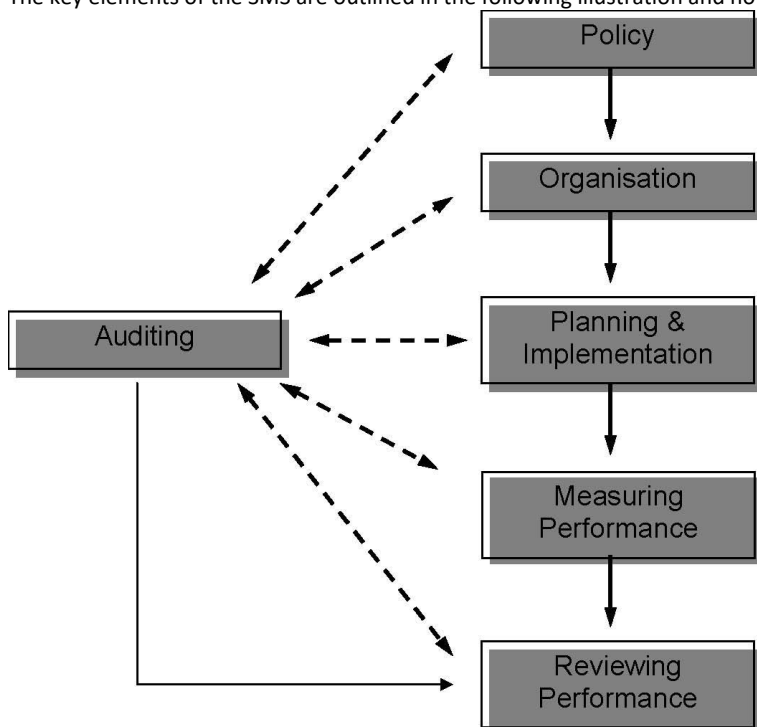 The key elements of the SMS are outlined in the following illustration and
Policy
Organisation
Auditing
Planning &
Implementation
Measuring
Performance
Reviewing
Performance